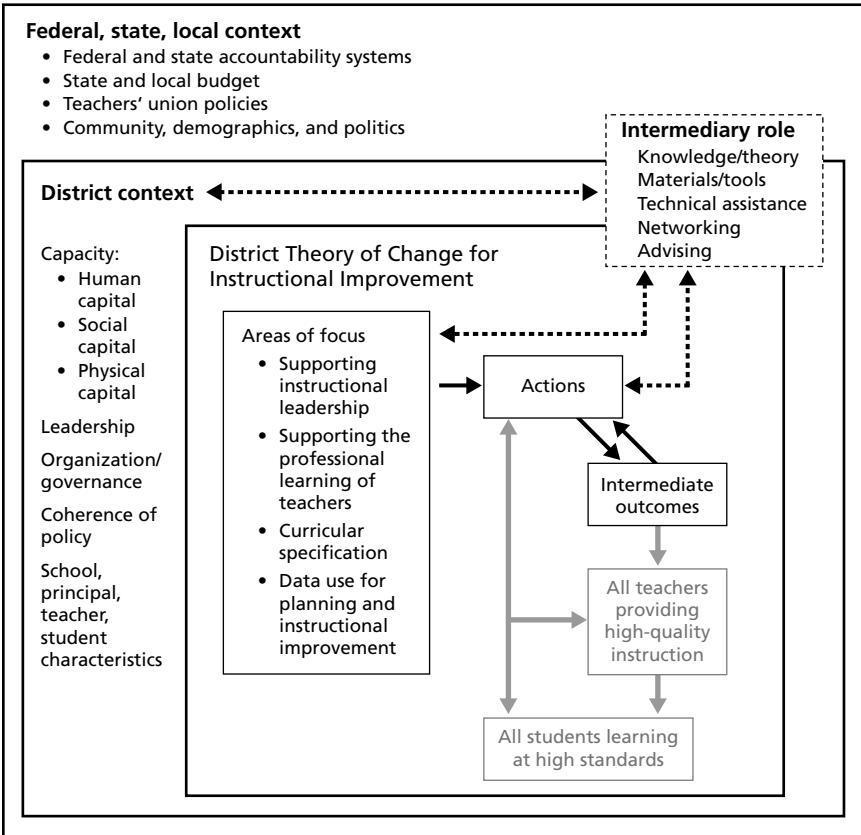 Federal, state, local context
• Federal and state accountability systems
• State and local budget
• Teachers‘ union policies
• Community, demographics, and politics
Intermediary role
Knowledge/theory
Materials/tools
Technical assistance
Networking
Advising
District context
Capacity:
• Human
capital
• Social
capital
• Physical
capital
Leadership
Organization/
governance
Coherence of
policy
School,
principal,
teacher,
student
characteristics
District Theory of Change for
Instructional Improvement
Areas of focus
• Supporting
instructional
leadership
• Supporting the
professional
learning of
teachers
• Curricular
specification
• Data use for
planning and
instructional
improvement
Actions
Intermediate
outcomes
All teachers
providing
high-quality
instruction
All students learning
at high standards